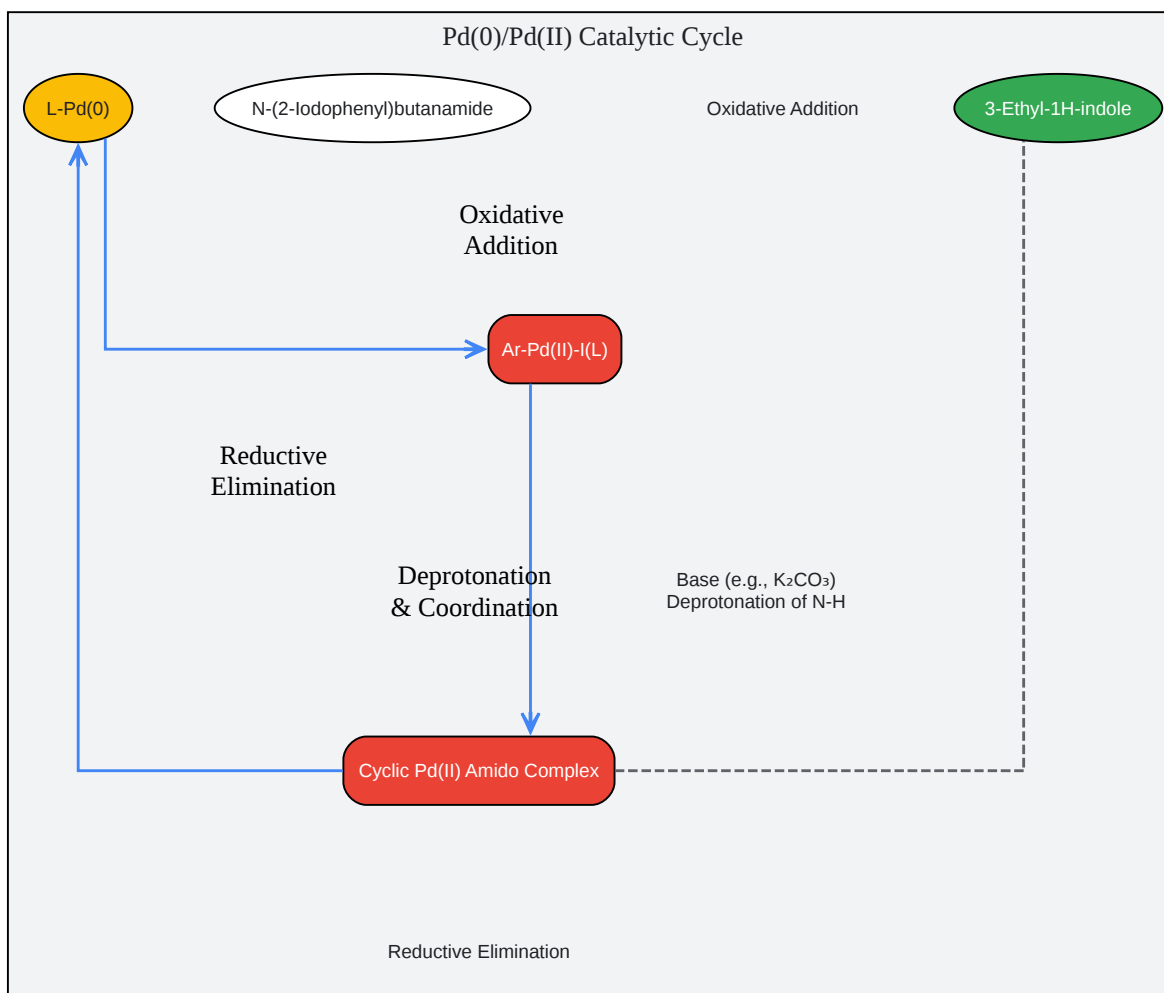 Pd(0)/Pd(II) Catalytic Cycle
L-Pd(0)
N-(2-Iodophenyl)butanamide
Oxidative Addition
3-Ethyl-1H-indole
Oxidative
Addition
Ar-Pd(II)-I(L)
Reductive
Elimination
Deprotonation
& Coordination
Base (e.g., K₂CO₃)
Deprotonation of N-H
Cyclic Pd(II) Amido Complex
Reductive Elimination